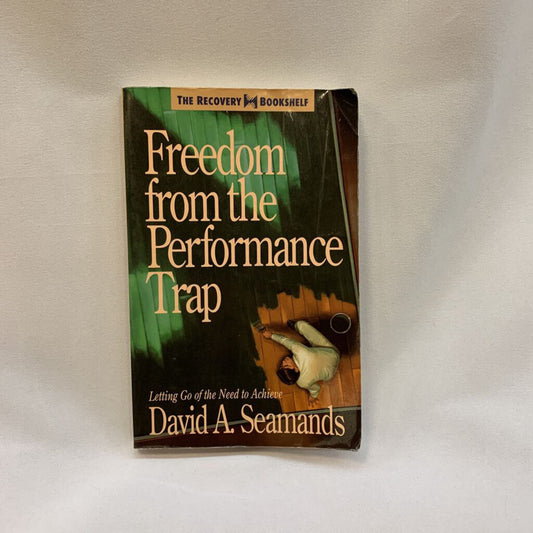 THE RECOVERY BOOKSHELF
Freedom
from the
Performance
Trap
Letting Go of the Need to Achieve
David A. Seamands